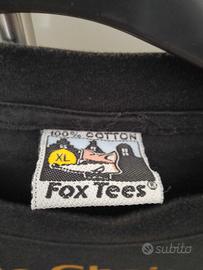 100% COTTON
XL
Fox Tees®
subito